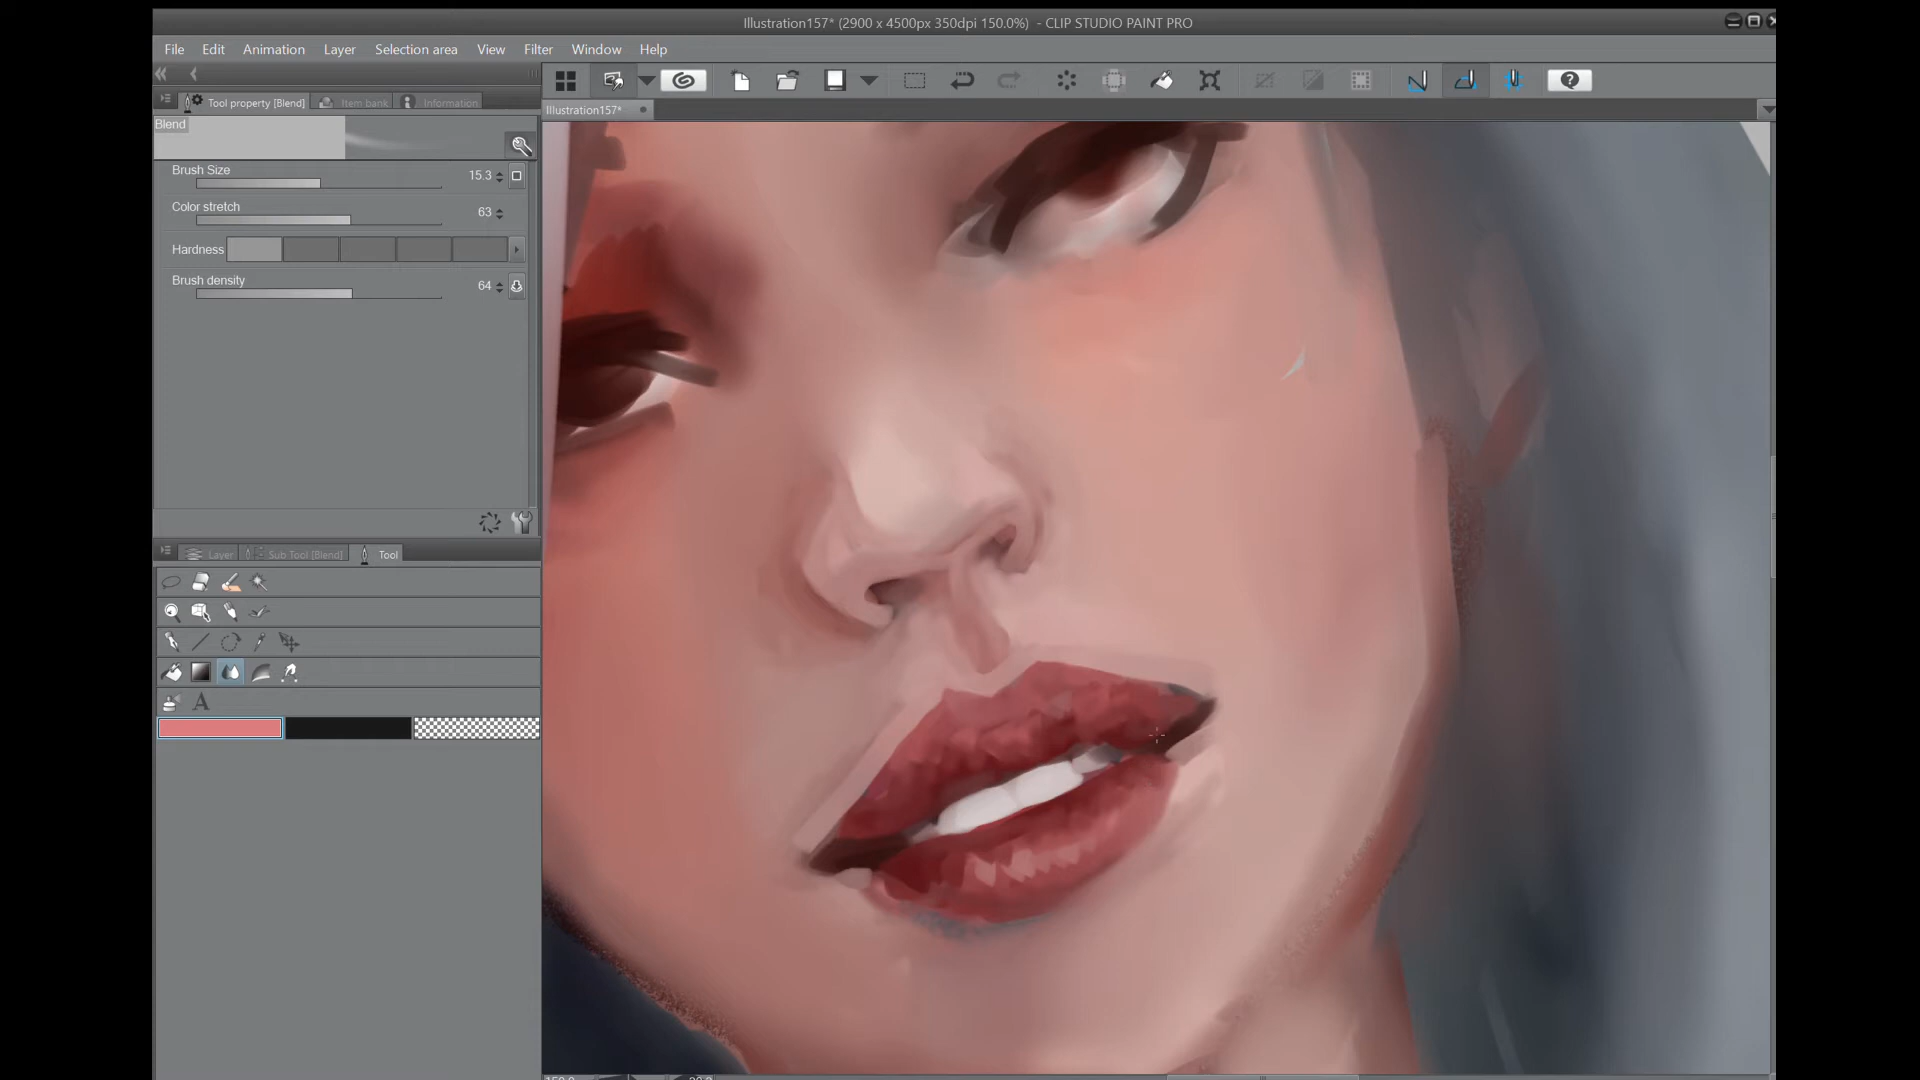 Illustration157* (2900 x 4500px 350dpi 150.0%) - CLIP STUDIO PAINT PRO
File Edit Animation Layer Selection area View Filter Window Help
Tool property [Blend] Item bank Information
Illustration157*
Blend
Brush Size 15.3
Color stretch 63
Hardness
Brush density 64
Layer Sub Tool [Blend] Tool
A